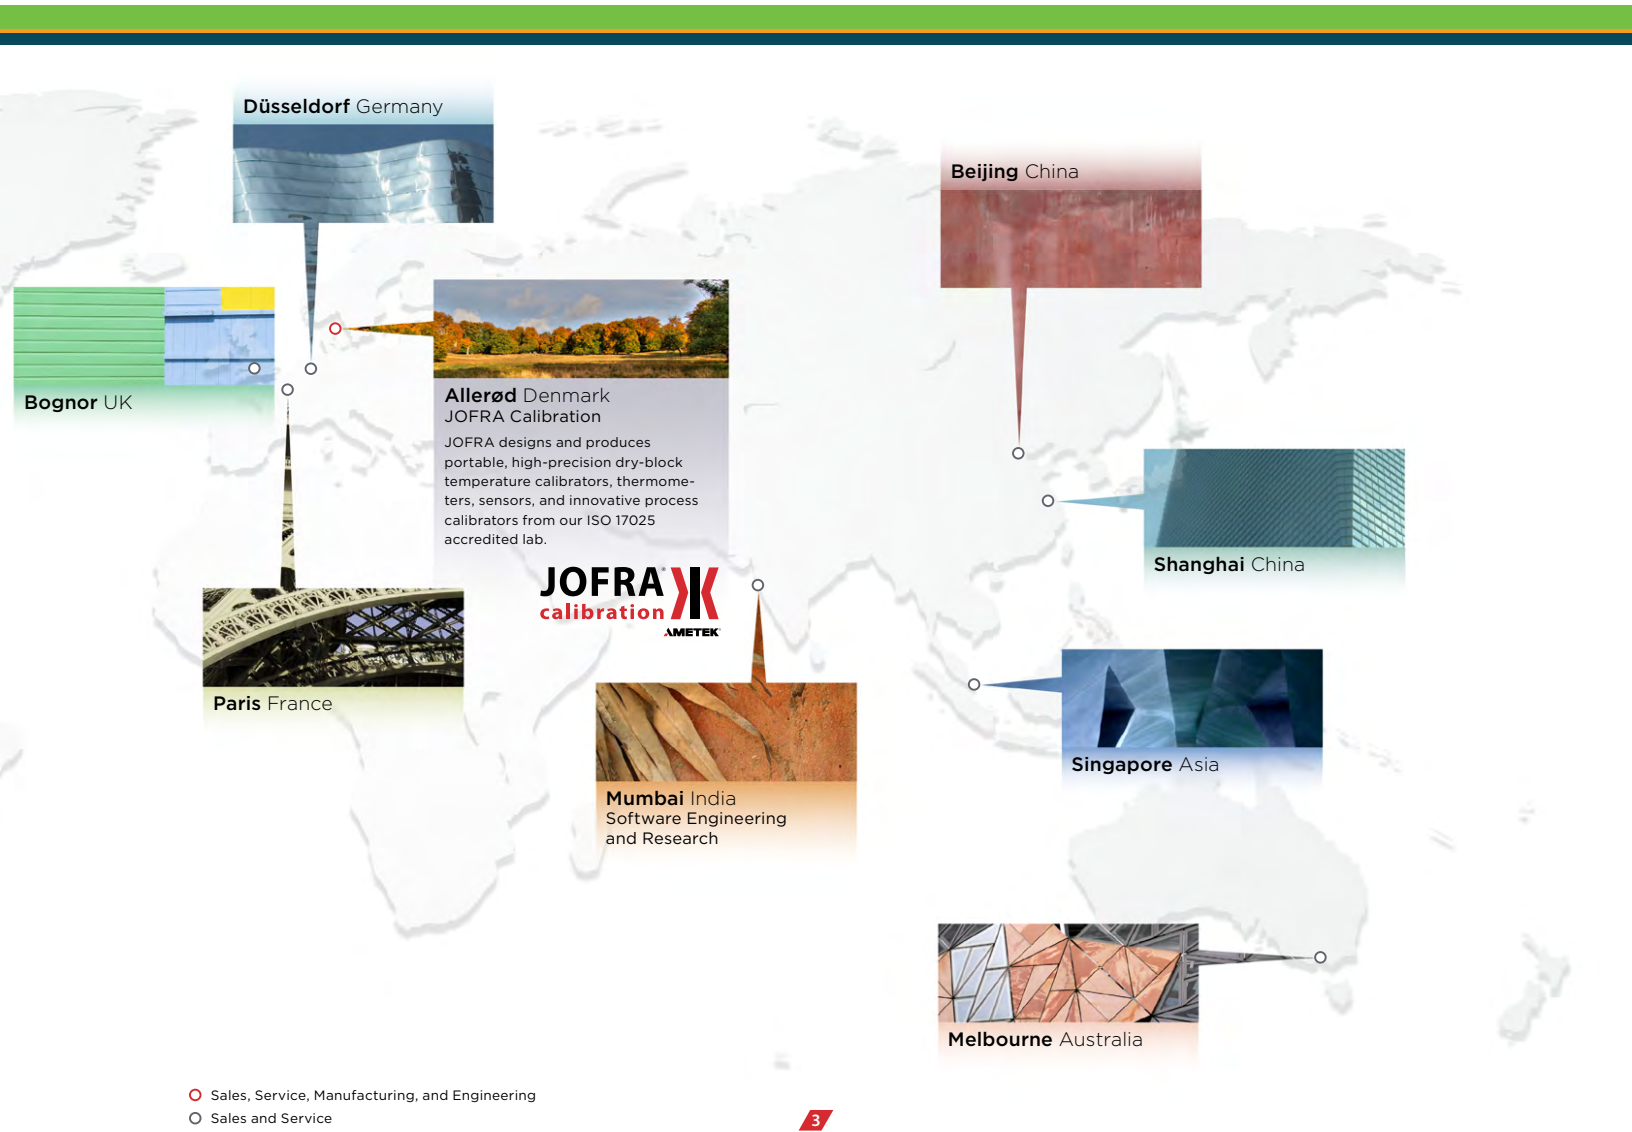 Düsseldorf Germany
Beijing China
Bognor UK
Allerød Denmark
JOFRA Calibration
JOFRA designs and produces
portable, high-precision dry-block
temperature calibrators, thermome-
ters, sensors, and innovative process
calibrators from our ISO 17025
accredited lab.
JOFRA
calibration
AMETEK
Shanghai China
Paris France
Mumbai India
Software Engineering
and Research
Singapore Asia
Melbourne Australia
Sales, Service, Manufacturing, and Engineering
Sales and Service
3